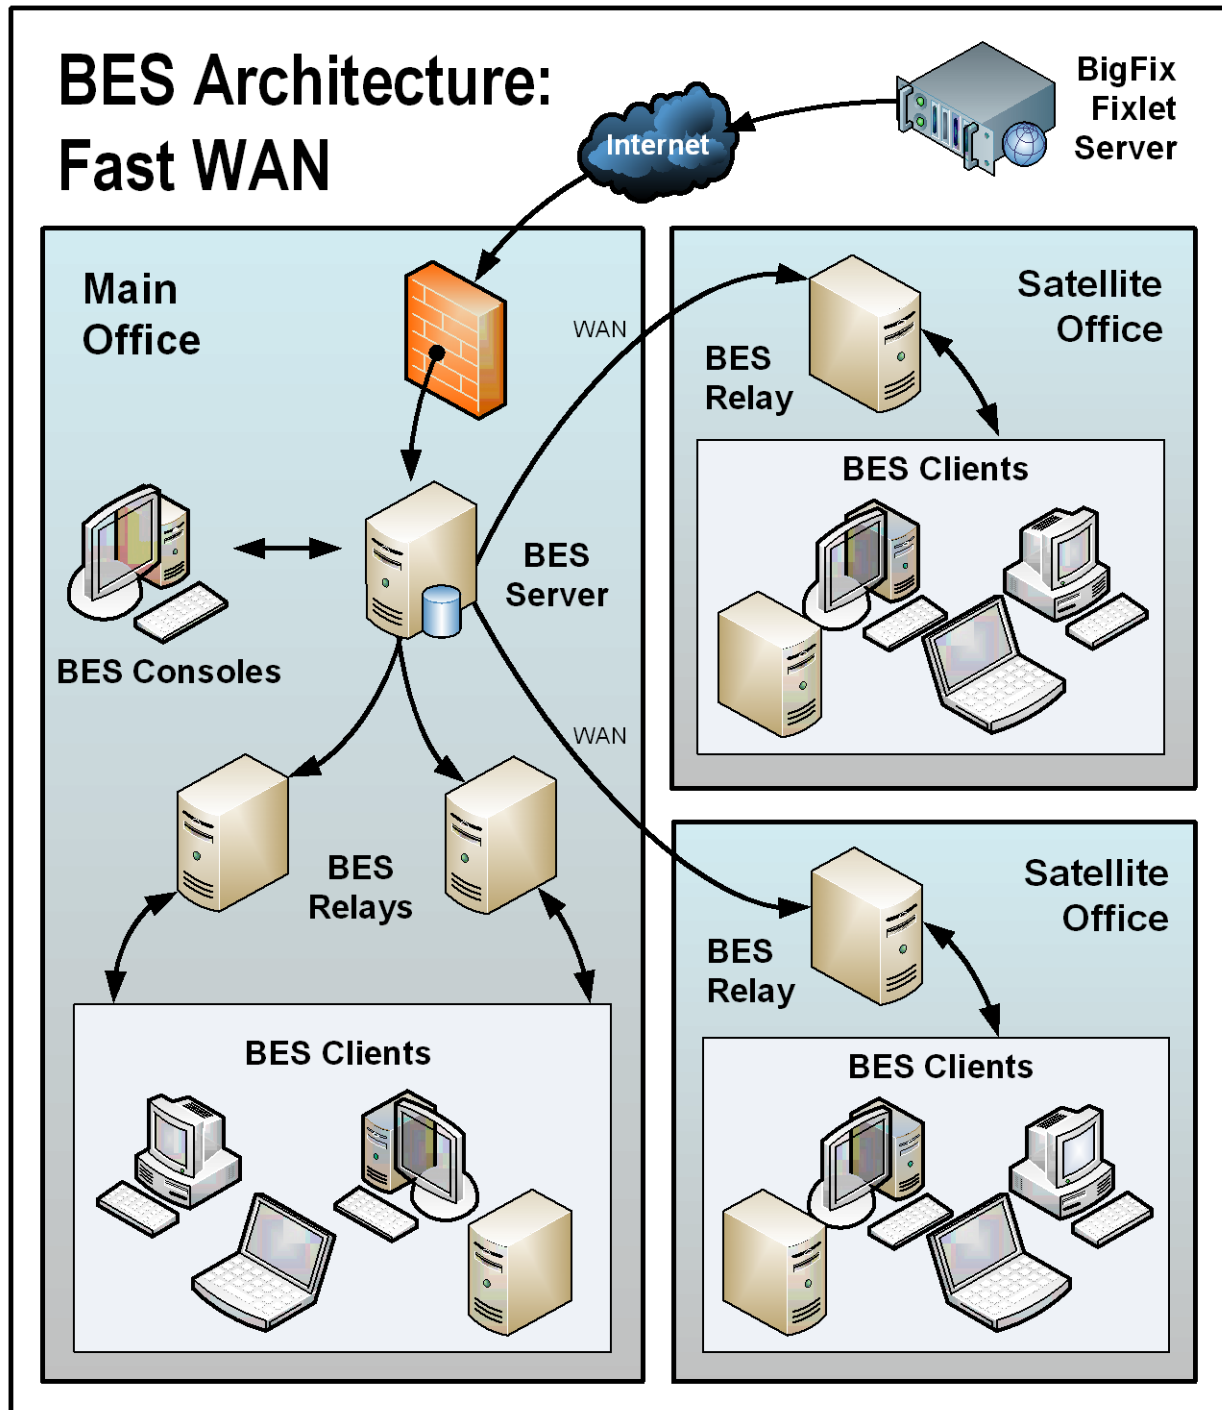 BES Architecture:
Fast WAN
Internet
BigFix
Fixlet
Server
Main
Office
WAN
Satellite
Office
BES
Relay
BES Clients
BES
Server
BES Consoles
WAN
BES
Relays
Satellite
Office
BES
Relay
BES Clients
BES Clients